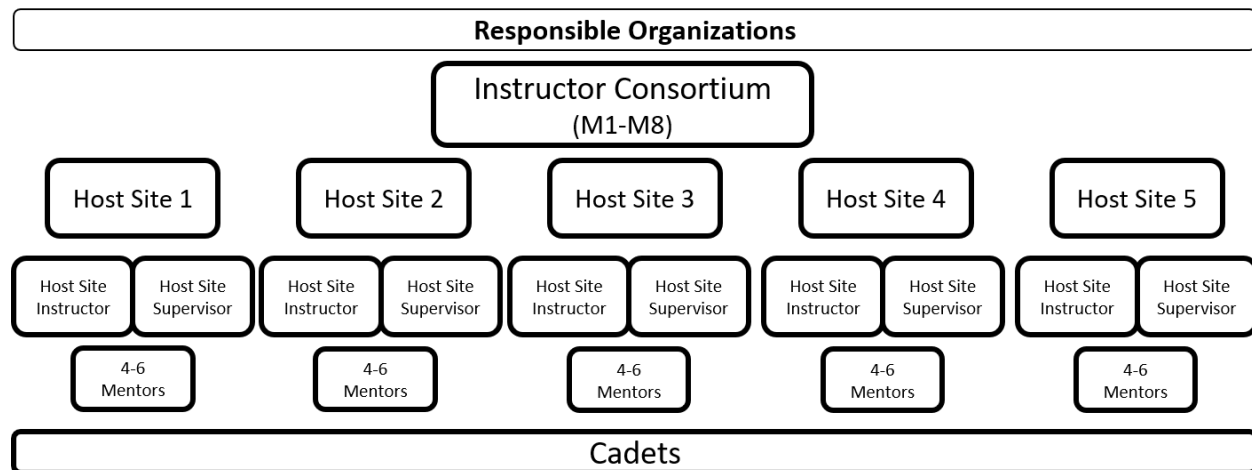 Responsible Organizations
Instructor Consortium
(M1-M8)
Host Site 1
Host Site 2
Host Site 3
Host Site 4
Host Site 5
Host Site
Instructor
Host Site
Supervisor
Host Site
Instructor
Host Site
Supervisor
Host Site
Instructor
Host Site
Supervisor
Host Site
Instructor
Host Site
Supervisor
Host Site
Instructor
Host Site
Supervisor
4-6
Mentors
4-6
Mentors
4-6
Mentors
4-6
Mentors
4-6
Mentors
Cadets